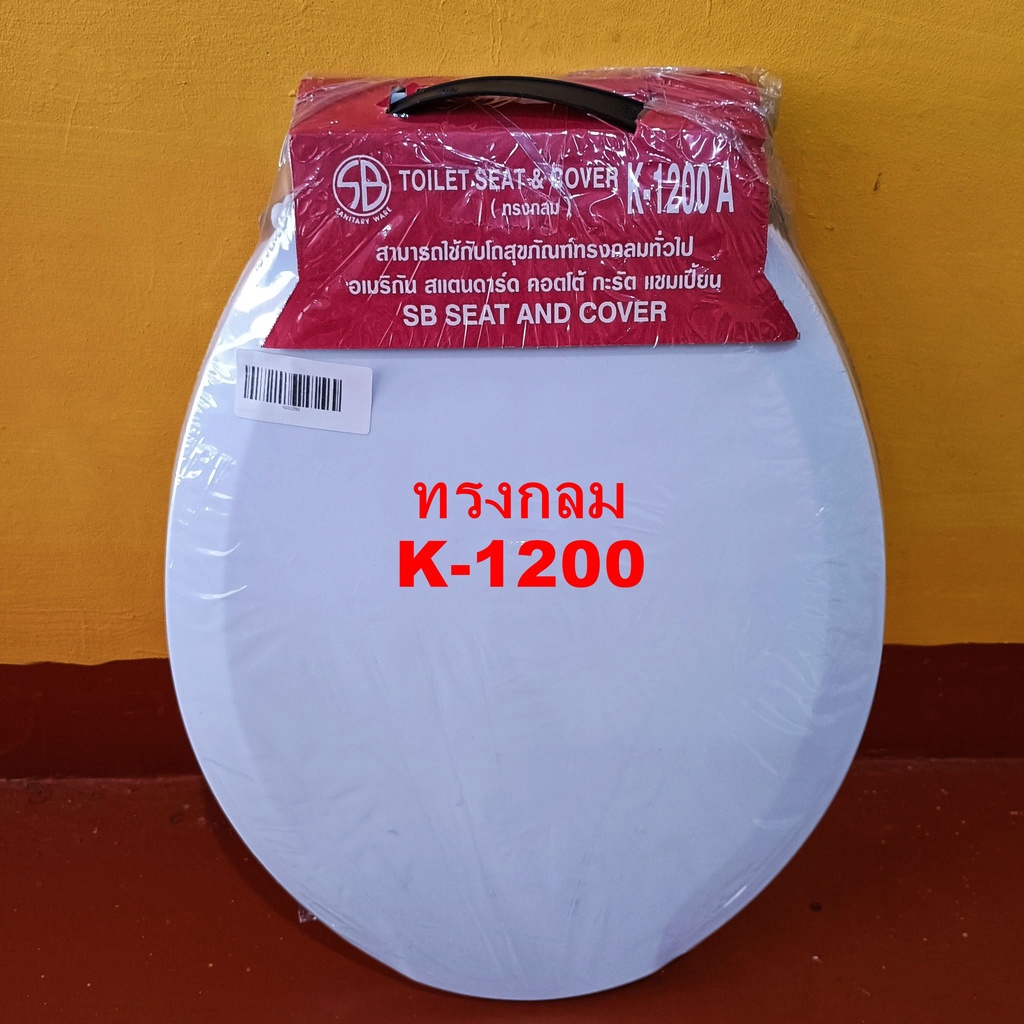 SB
SANITARY WARE
TOILET SEAT & COVER K-1200 A
( ทรงกลม )
สามารถใช้กับโถสุขภัณฑ์ทรงกลมทั่วไป
อเมริกัน สแตนดาร์ด คอตโต้ กะรัต แชมเปี้ยน
SB SEAT AND COVER
ทรงกลม
K-1200